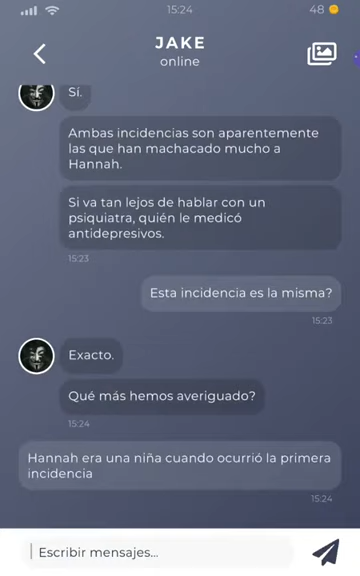 15:24
48
JAKE
online
Sí.
Ambas incidencias son aparentemente
las que han machacado mucho a
Hannah.
Si va tan lejos de hablar con un
psiquiatra, quién le medicó
antidepresivos.
15:23
Esta incidencia es la misma?
15:23
Exacto.
Qué más hemos averiguado?
15:24
Hannah era una niña cuando ocurrió la primera
incidencia
15:24
Escribir mensajes...